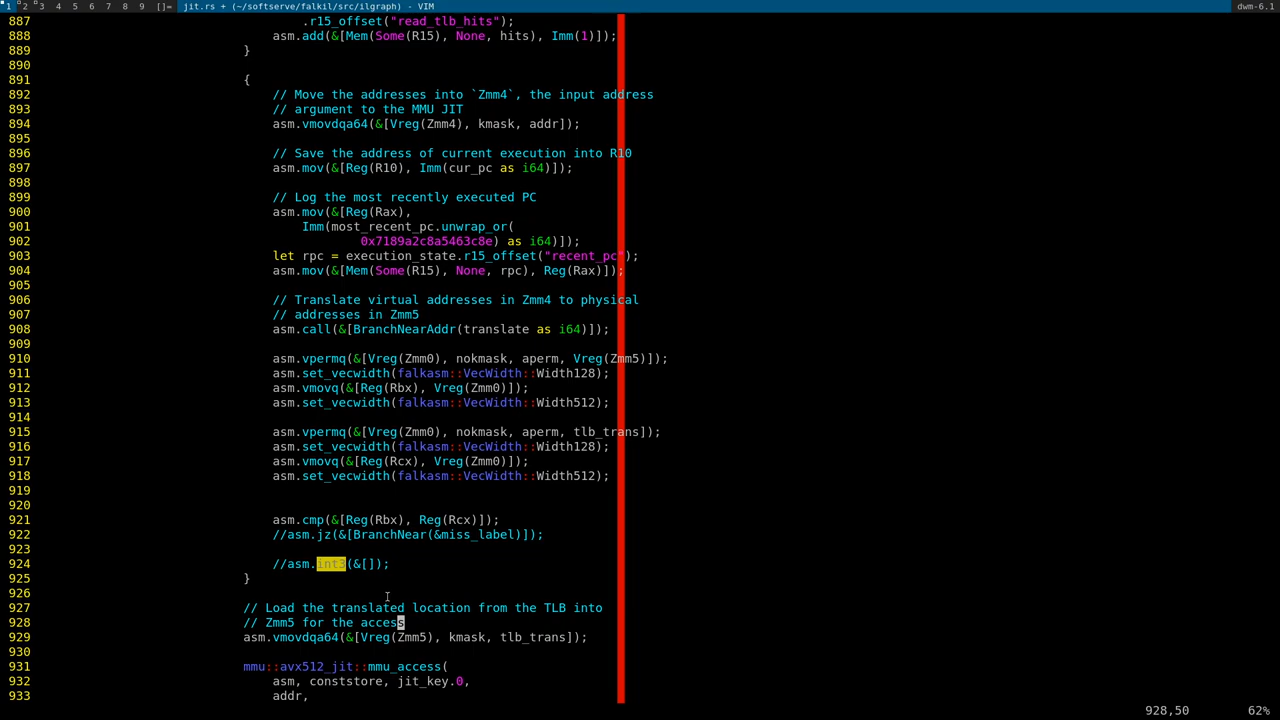 1 2 3 4 5 6 7 8 9 []= jit.rs + (~/softserve/falkil/src/ilgraph) - VIM dwm-6.1
887 .r15_offset("read_tlb_hits");
888 asm.add(&[Mem(Some(R15), None, hits), Imm(1)]);
889 }
890
891 {
892 // Move the addresses into `Zmm4`, the input address
893 // argument to the MMU JIT
894 asm.vmovdqa64(&[Vreg(Zmm4), kmask, addr]);
895
896 // Save the address of current execution into R10
897 asm.mov(&[Reg(R10), Imm(cur_pc as i64)]);
898
899 // Log the most recently executed PC
900 asm.mov(&[Reg(Rax),
901 Imm(most_recent_pc.unwrap_or(
902 0x7189a2c8a5463c8e) as i64)]);
903 let rpc = execution_state.r15_offset("recent_pc");
904 asm.mov(&[Mem(Some(R15), None, rpc), Reg(Rax)]);
905
906 // Translate virtual addresses in Zmm4 to physical
907 // addresses in Zmm5
908 asm.call(&[BranchNearAddr(translate as i64)]);
909
910 asm.vpermq(&[Vreg(Zmm0), nokmask, aperm, Vreg(Zmm5)]);
911 asm.set_vecwidth(falkasm::VecWidth::Width128);
912 asm.vmovq(&[Reg(Rbx), Vreg(Zmm0)]);
913 asm.set_vecwidth(falkasm::VecWidth::Width512);
914
915 asm.vpermq(&[Vreg(Zmm0), nokmask, aperm, tlb_trans]);
916 asm.set_vecwidth(falkasm::VecWidth::Width128);
917 asm.vmovq(&[Reg(Rcx), Vreg(Zmm0)]);
918 asm.set_vecwidth(falkasm::VecWidth::Width512);
919
920
921 asm.cmp(&[Reg(Rbx), Reg(Rcx)]);
922 //asm.jz(&[BranchNear(&miss_label)]);
923
924 //asm.int3(&[]);
925 }
926
927 // Load the translated location from the TLB into
928 // Zmm5 for the access
929 asm.vmovdqa64(&[Vreg(Zmm5), kmask, tlb_trans]);
930
931 mmu::avx512_jit::mmu_access(
932 asm, conststore, jit_key.0,
933 addr,
928,50 62%